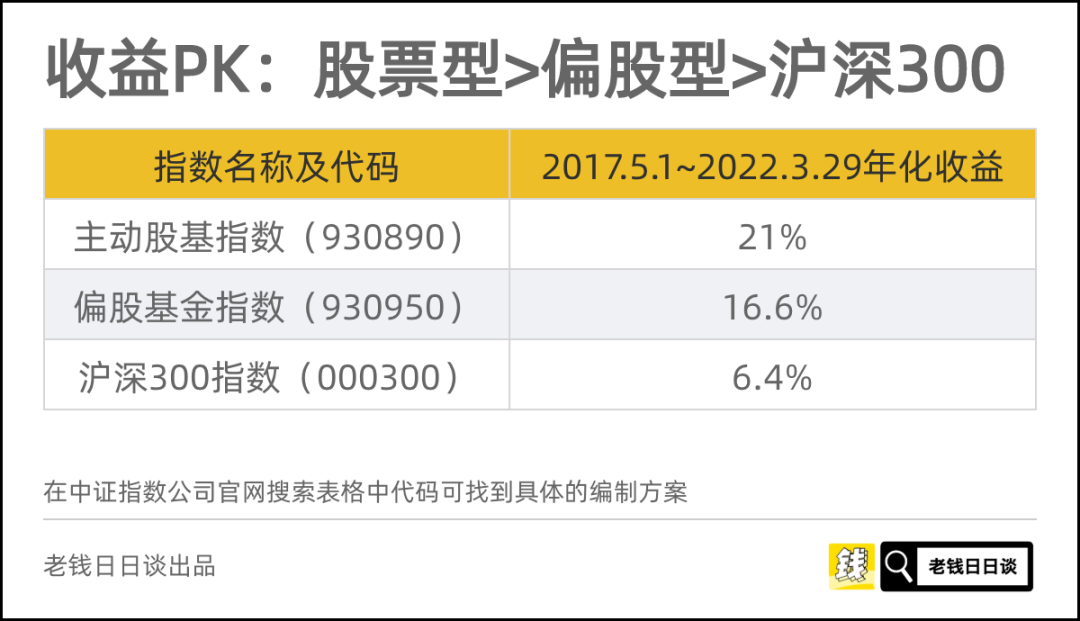 收益PK：股票型>偏股型>沪深300
指数名称及代码 2017.5.1~2022.3.29年化收益
主动股基指数（930890） 21%
偏股基金指数（930950） 16.6%
沪深300指数（000300） 6.4%
在中证指数公司官网搜索表格中代码可找到具体的编制方案
老钱日日谈出品
钱 老钱日日谈